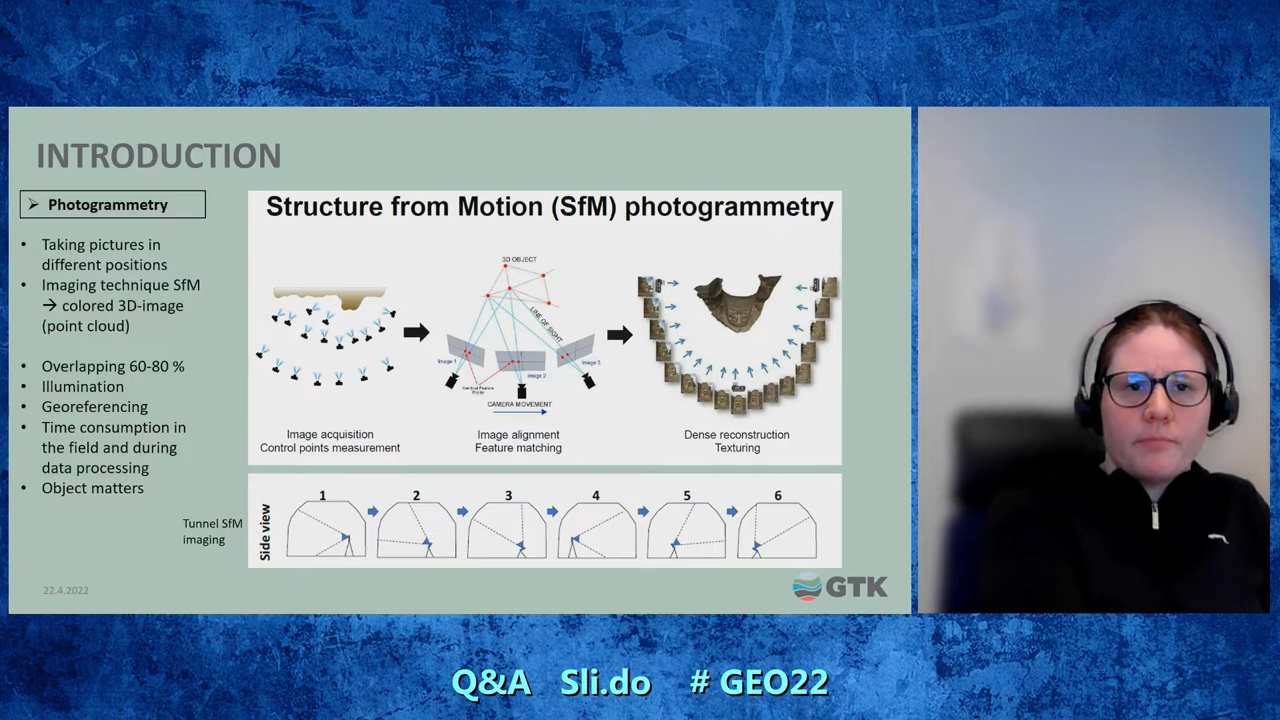 INTRODUCTION
➢ Photogrammetry
• Taking pictures in
different positions
• Imaging technique SfM
→ colored 3D-image
(point cloud)
• Overlapping 60-80 %
• Illumination
• Georeferencing
• Time consumption in
the field and during
data processing
• Object matters
Structure from Motion (SfM) photogrammetry
3D OBJECT
LINE OF SIGHT
Image 1
Image 2
Image 3
CAMERA MOVEMENT
Image acquisition
Control points measurement
Image alignment
Feature matching
Dense reconstruction
Texturing
Tunnel SfM
imaging
Side view
1 2 3 4 5 6
22.4.2022
GTK
Q&A Sli.do # GEO22